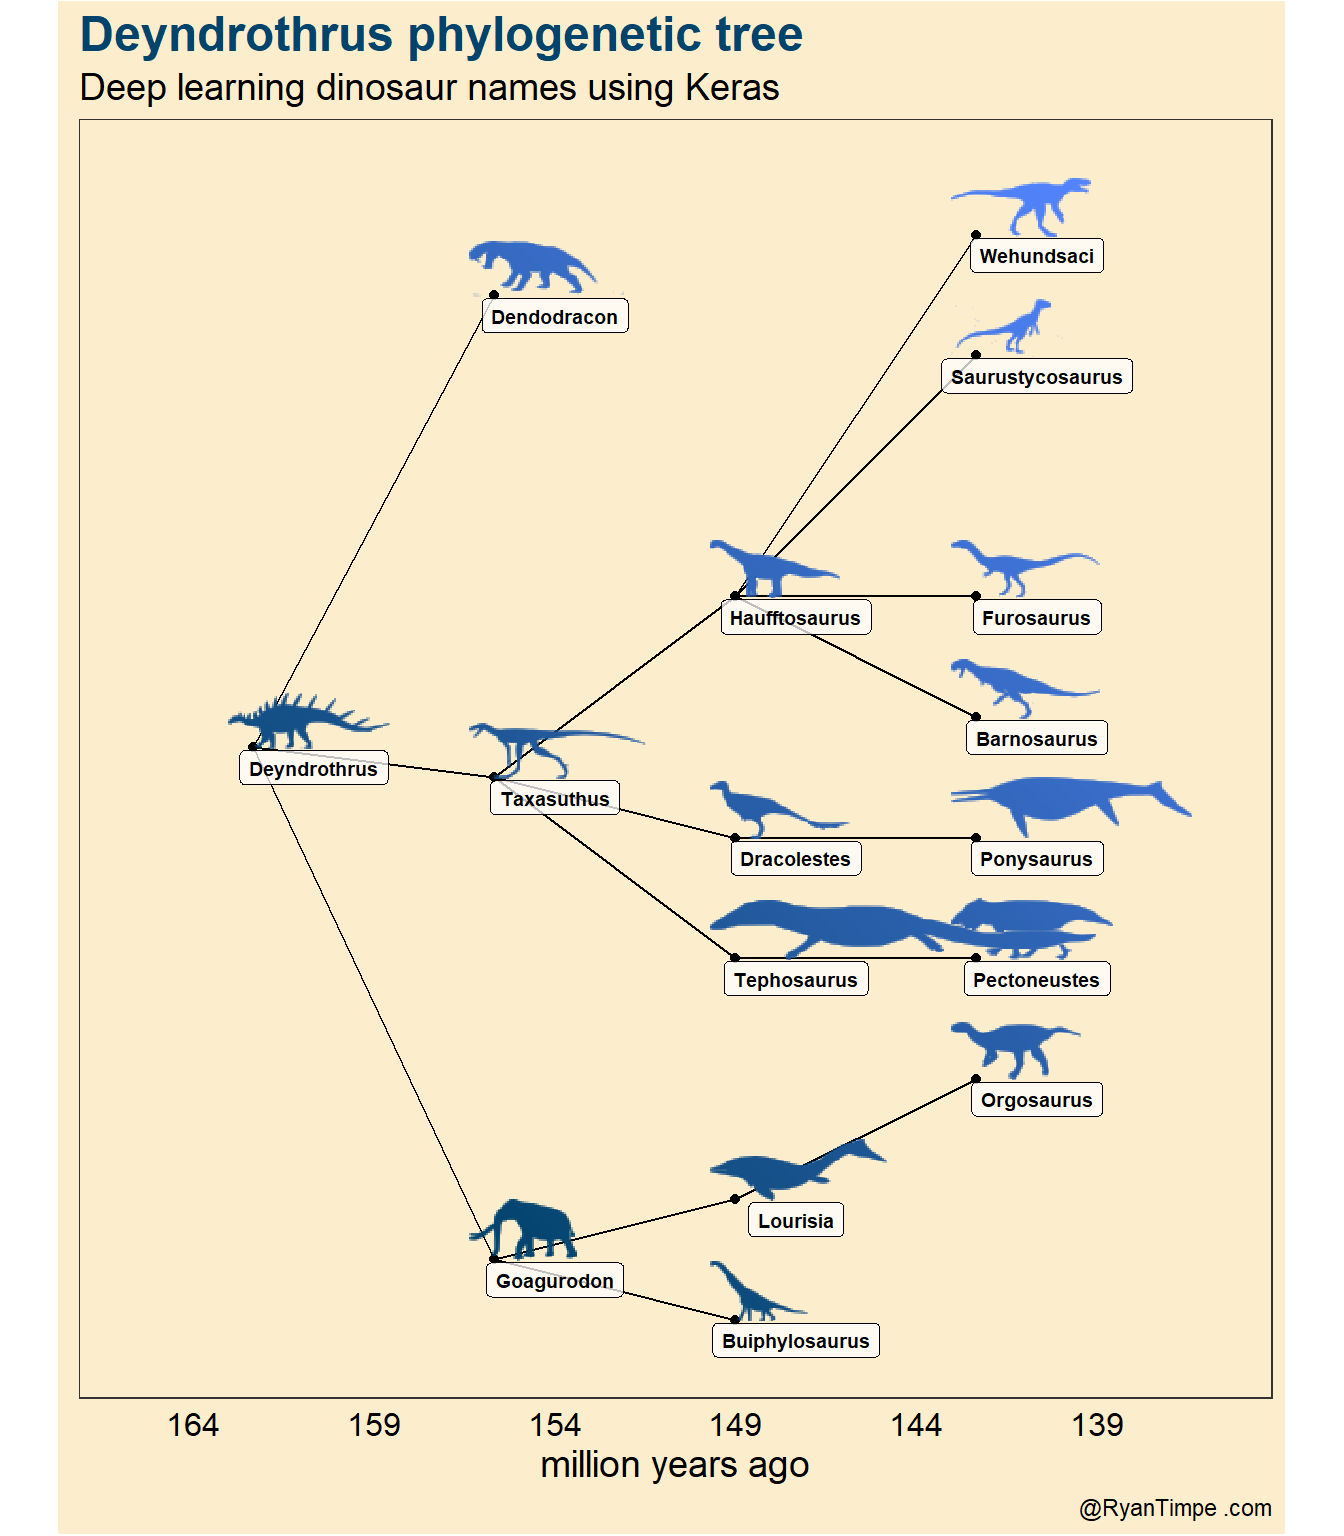 Deyndrothrus phylogenetic tree
Deep learning dinosaur names using Keras
Wehundsaci
Dendodracon
Saurustycosaurus
Haufftosaurus
Furosaurus
Barnosaurus
Deyndrothrus
Taxasuthus
Dracolestes
Ponysaurus
Tephosaurus
Pectoneustes
Orgosaurus
Lourisia
Goagurodon
Buiphylosaurus
164 159 154 149 144 139
million years ago
@RyanTimpe .com